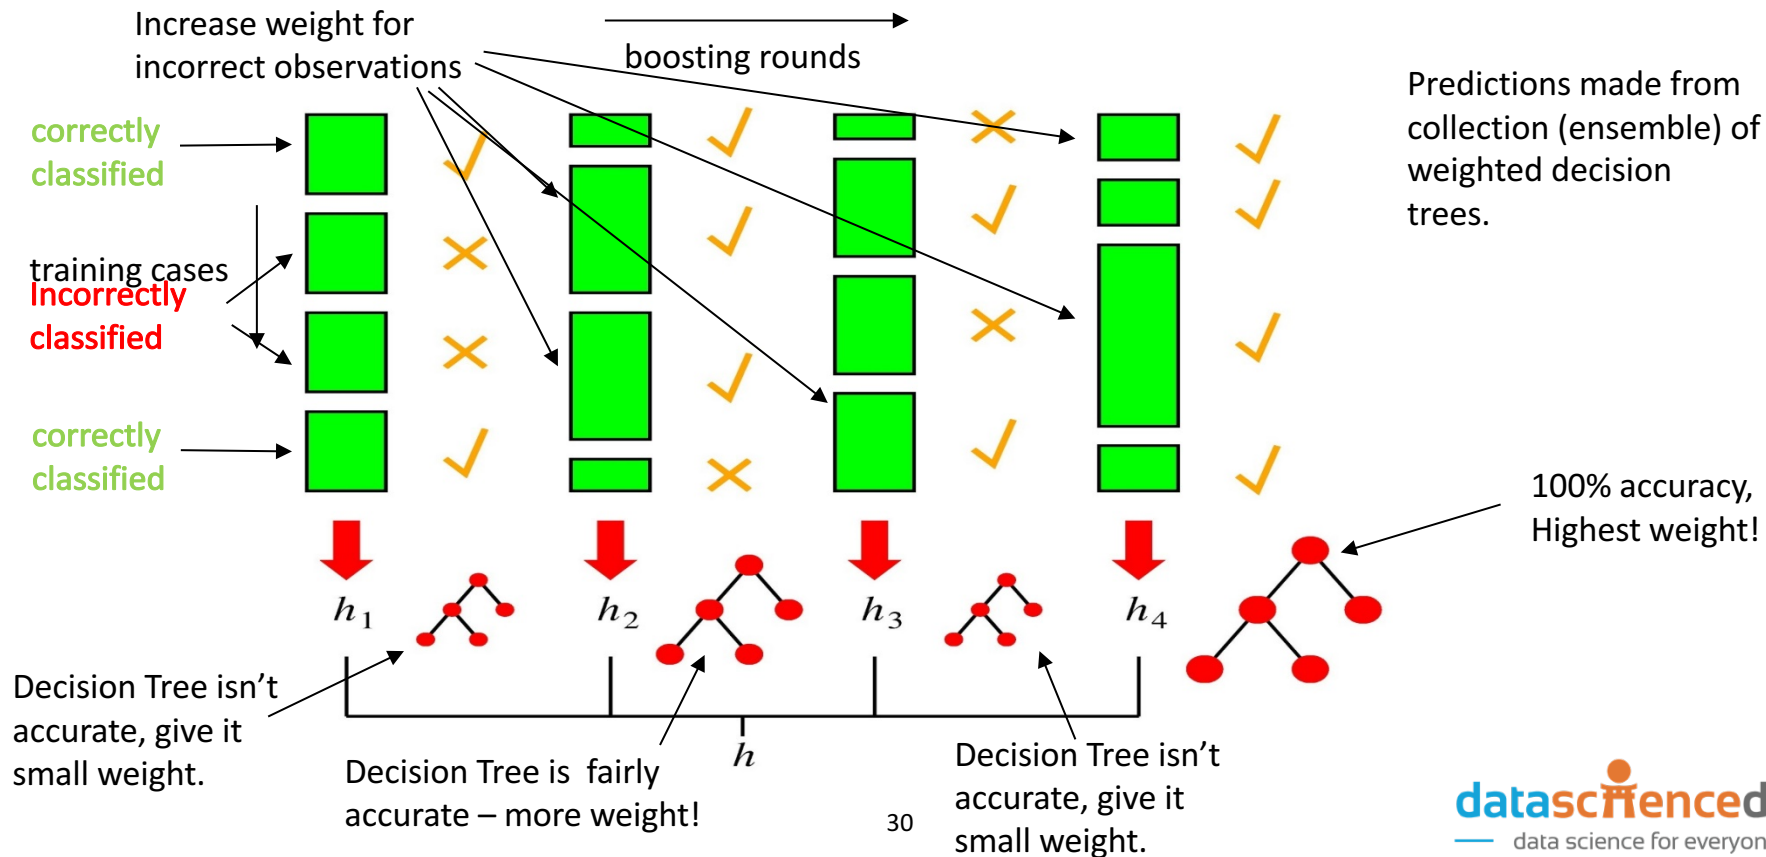 Increase weight for
incorrect observations
boosting rounds
Predictions made from
collection (ensemble) of
weighted decision
trees.
correctly
classified
training cases
Incorrectly
classified
correctly
classified
100% accuracy,
Highest weight!
h1
h2
h3
h4
Decision Tree isn’t
accurate, give it
small weight.
h
Decision Tree is fairly
accurate – more weight!
Decision Tree isn’t
accurate, give it
small weight.
30
datasciencedojo
data science for everyon